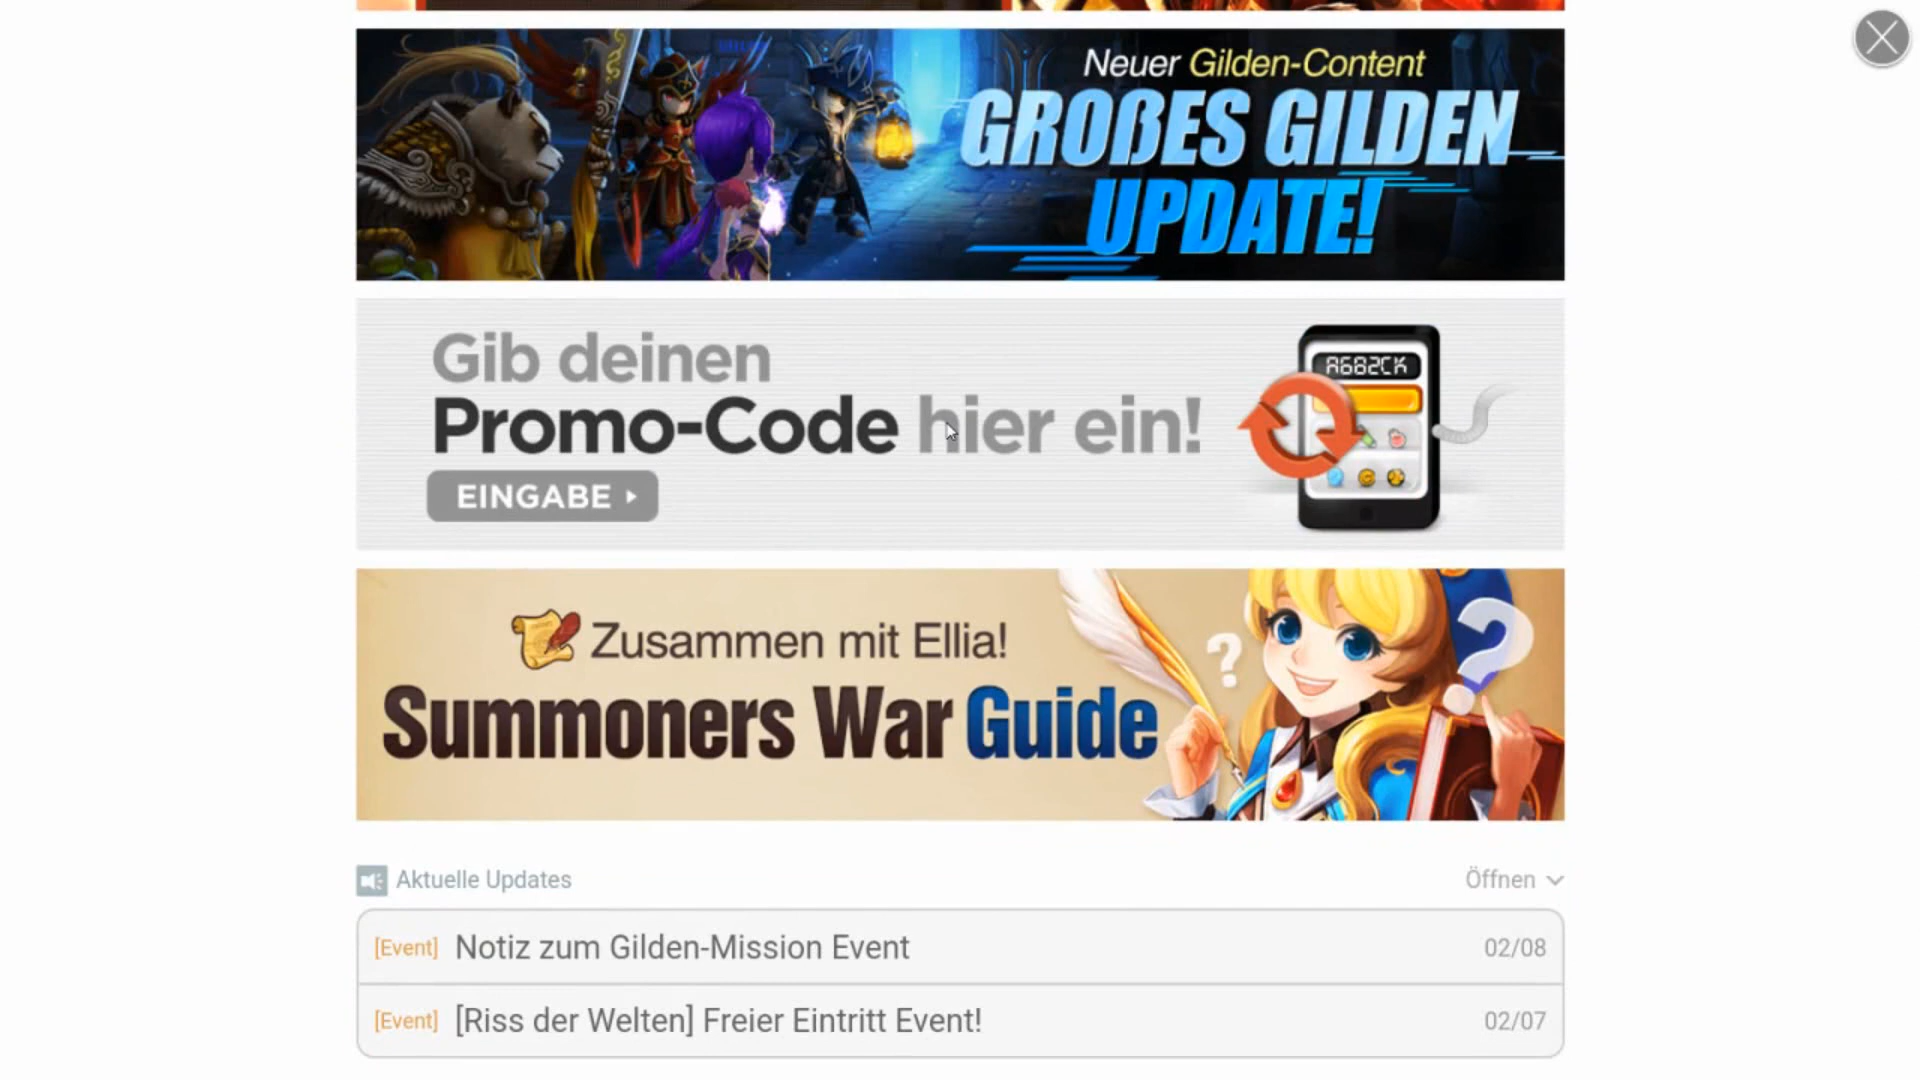 Neuer Gilden-Content
GROßES GILDEN
UPDATE!
Gib deinen
Promo-Code hier ein!
A682CK
EINGABE
Zusammen mit Ellia!
Summoners War Guide
Aktuelle Updates
Öffnen
[Event] Notiz zum Gilden-Mission Event 02/08
[Event] [Riss der Welten] Freier Eintritt Event! 02/07